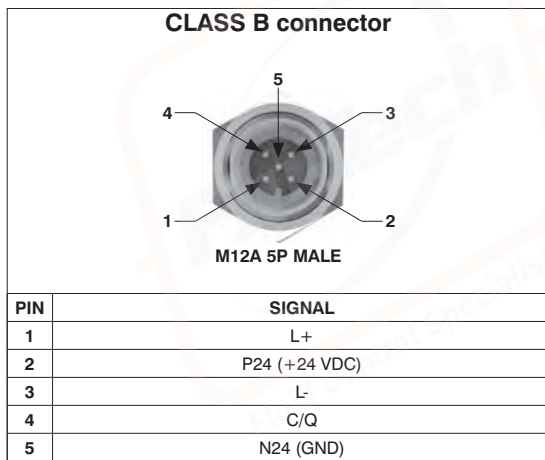 CLASS B connector
5
4
3
1
2
M12A 5P MALE
PIN SIGNAL
1 L+
2 P24 (+24 VDC)
3 L-
4 C/Q
5 N24 (GND)